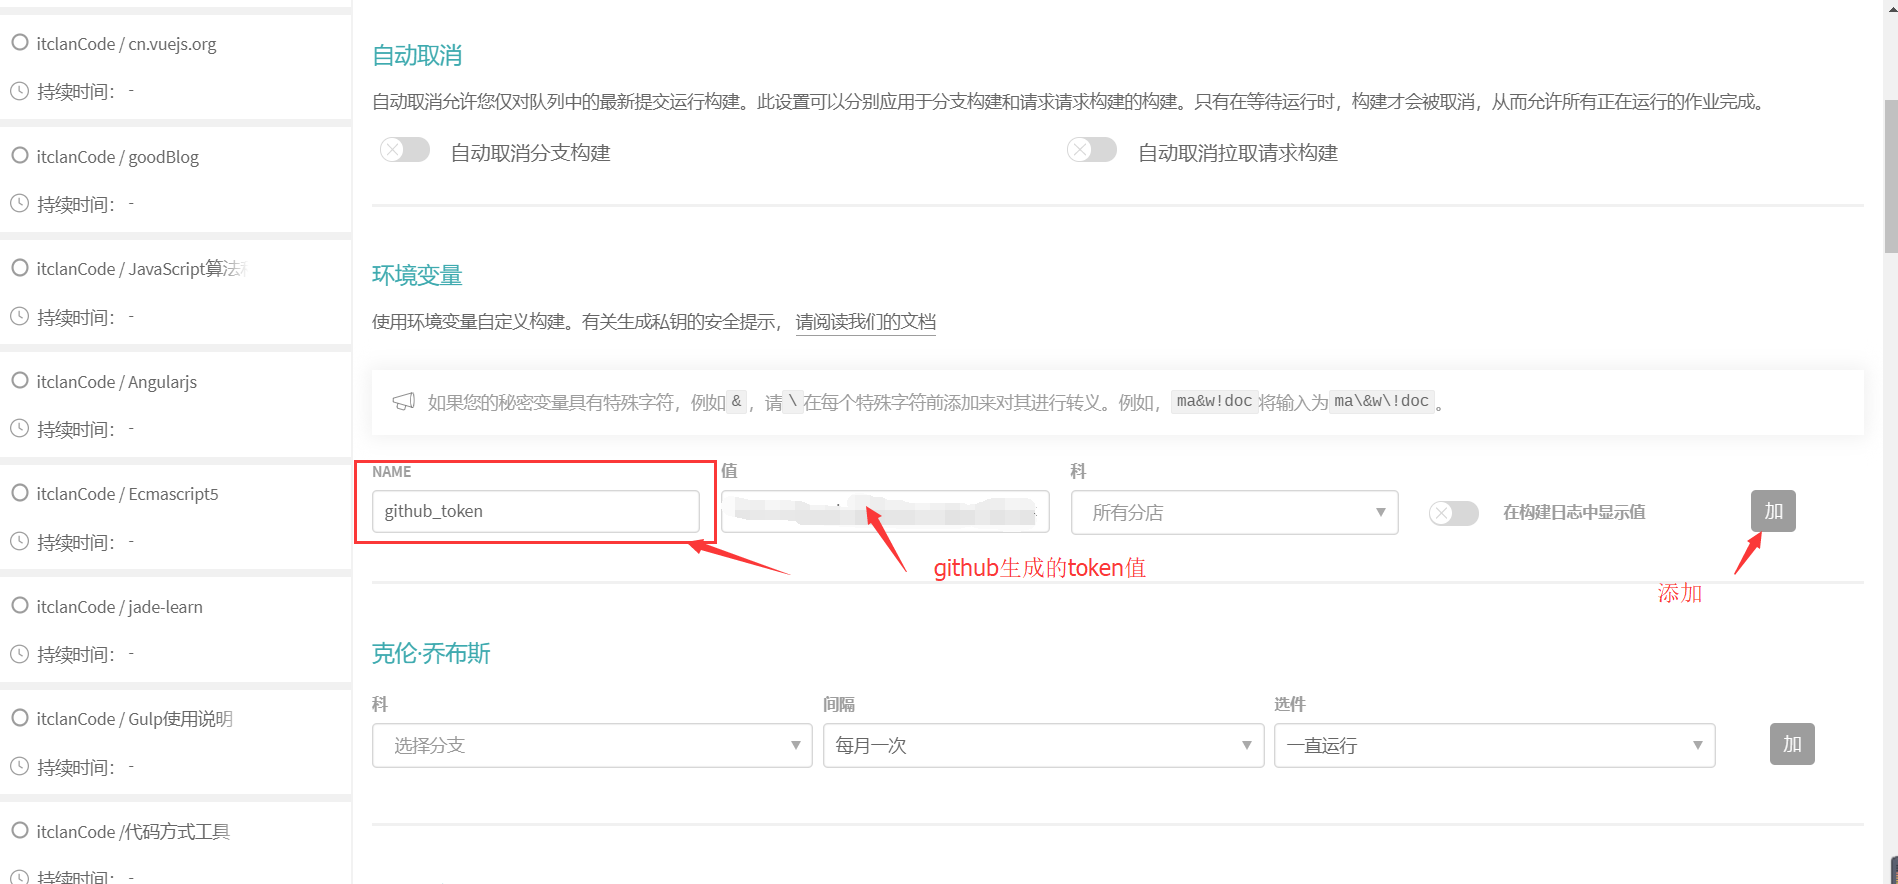 itclanCode / cn.vuejs.org
持续时间： -
itclanCode / goodBlog
持续时间： -
itclanCode / JavaScript算法
持续时间： -
itclanCode / Angularjs
持续时间： -
itclanCode / Ecmascript5
持续时间： -
itclanCode / jade-learn
持续时间： -
itclanCode / Gulp使用说明
持续时间： -
itclanCode /代码方式工具
持续时间： -
自动取消
自动取消允许您仅对队列中的最新提交运行构建。此设置可以分别应用于分支构建和请求请求构建的构建。只有在等待运行时，构建才会被取消，从而允许所有正在运行的作业完成。
自动取消分支构建
自动取消拉取请求构建
环境变量
使用环境变量自定义构建。有关生成私钥的安全提示， 请阅读我们的文档
如果您的秘密变量具有特殊字符，例如&，请\在每个特殊字符前添加来对其进行转义。例如，ma&w!doc将输入为ma\&w\!doc。
NAME 值 科
github_token 所有分店 在构建日志中显示值 加
github生成的token值
添加
克伦·乔布斯
科 间隔 选件
选择分支 每月一次 一直运行 加